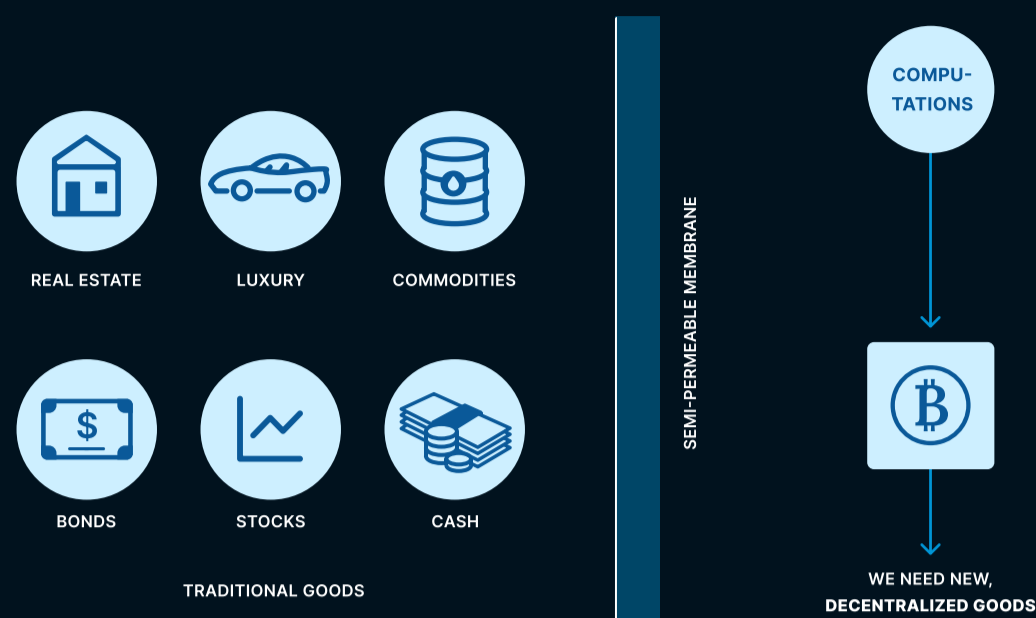 COMPU-
TATIONS
REAL ESTATE
LUXURY
COMMODITIES
SEMI-PERMEABLE MEMBRANE
$
BONDS
STOCKS
CASH
TRADITIONAL GOODS
WE NEED NEW,
DECENTRALIZED GOODS